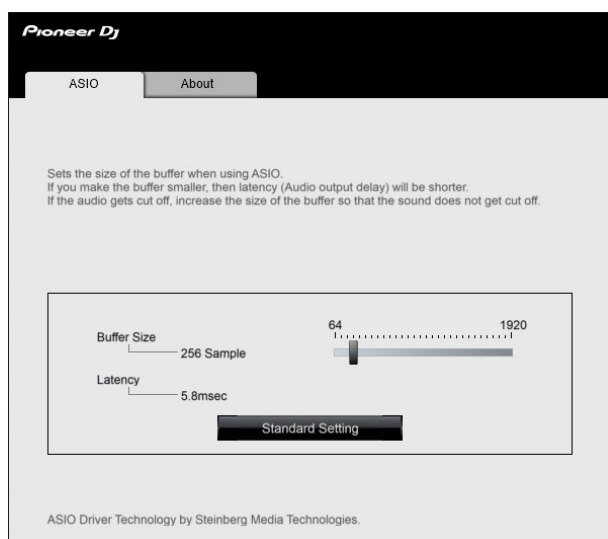 Pioneer Dj
ASIO About
Sets the size of the buffer when using ASIO.
If you make the buffer smaller, then latency (Audio output delay) will be shorter.
If the audio gets cut off, increase the size of the buffer so that the sound does not get cut off.
64 1920
Buffer Size
256 Sample
Latency
5.8msec
Standard Setting
ASIO Driver Technology by Steinberg Media Technologies.